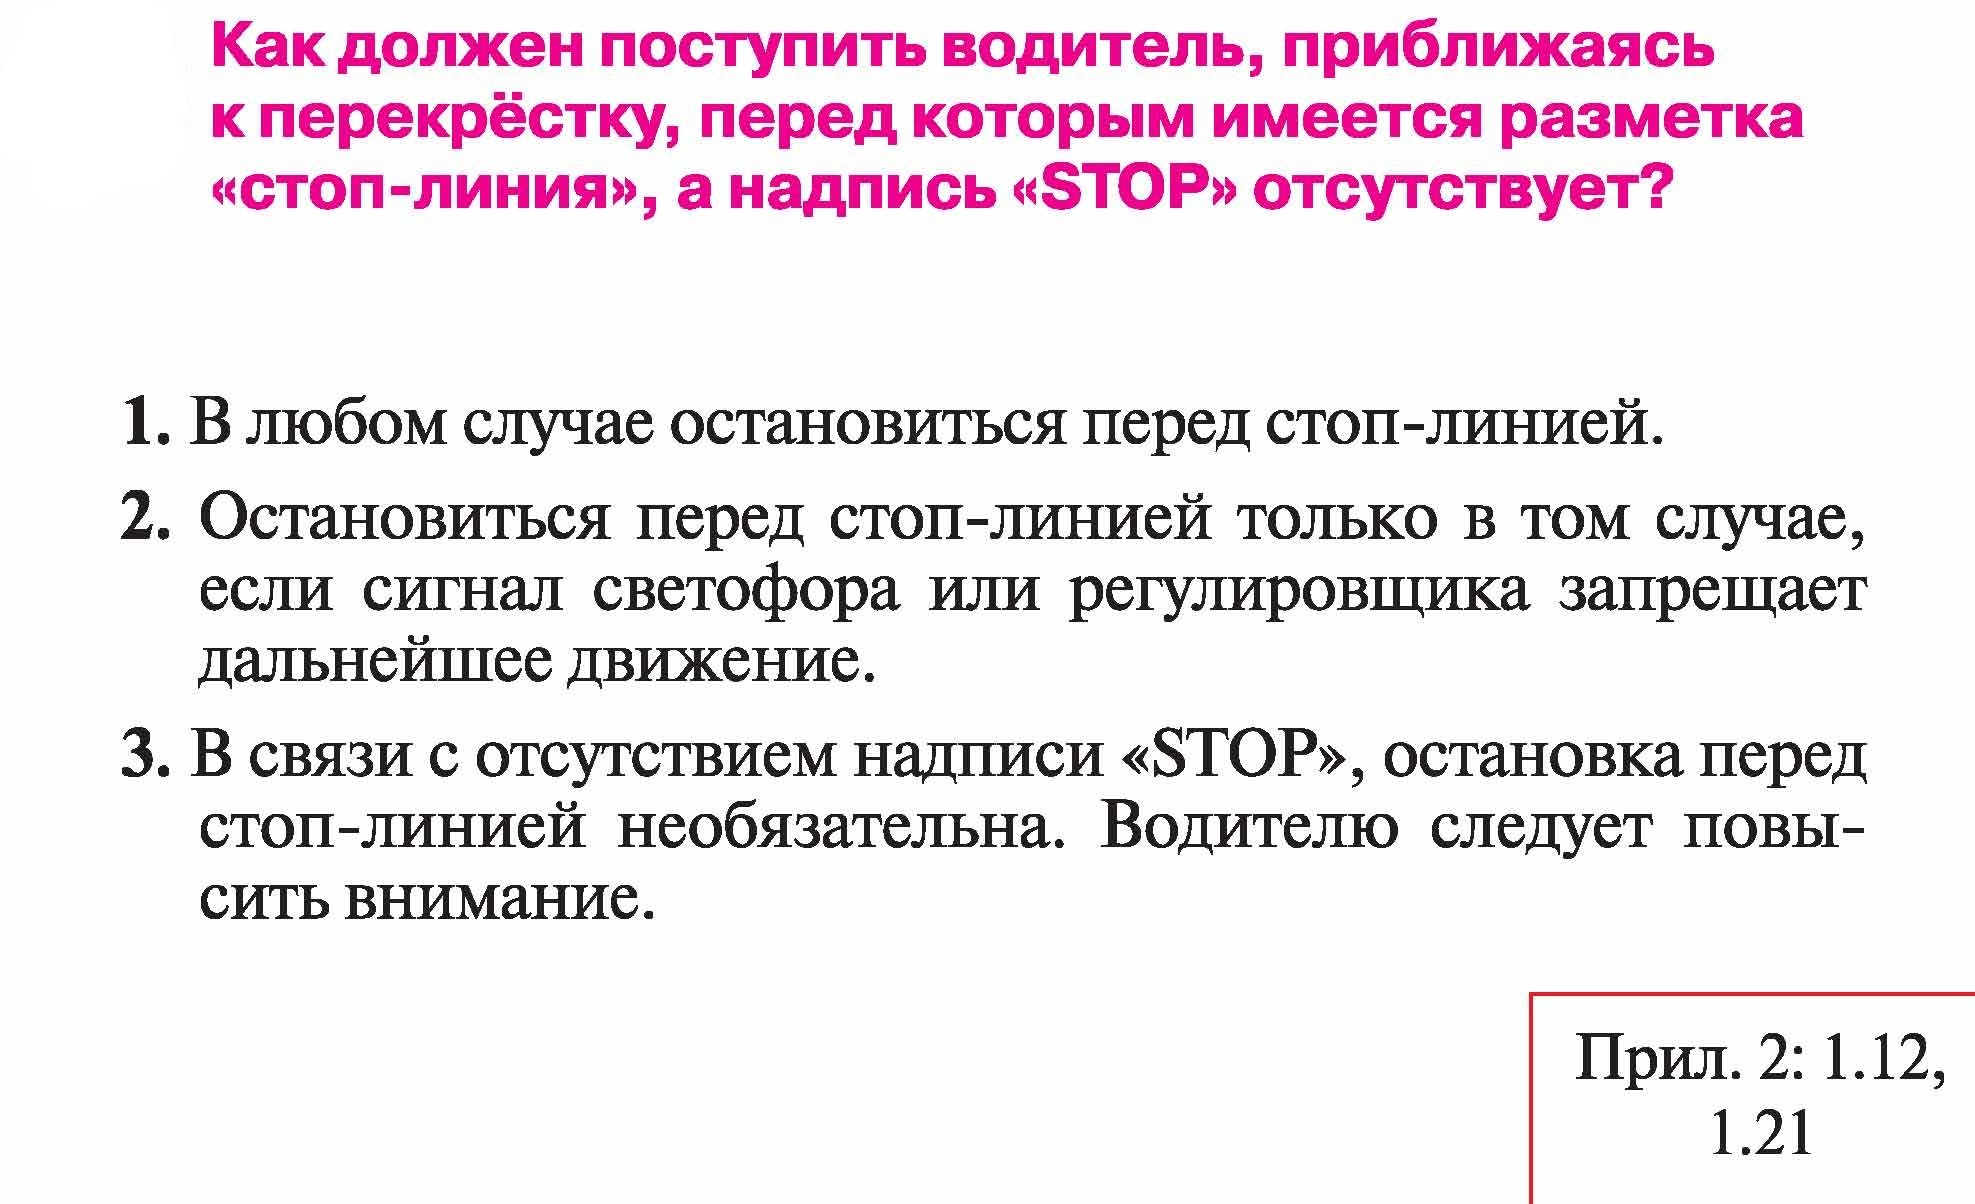 Как должен поступить водитель, приближаясь
к перекрёстку, перед которым имеется разметка
«стоп-линия», а надпись «STOP» отсутствует?
1. В любом случае остановиться перед стоп-линией.
2. Остановиться перед стоп-линией только в том случае,
если сигнал светофора или регулировщика запрещает
дальнейшее движение.
3. В связи с отсутствием надписи «STOP», остановка перед
стоп-линией необязательна. Водителю следует повы-
сить внимание.
Прил. 2: 1.12,
1.21